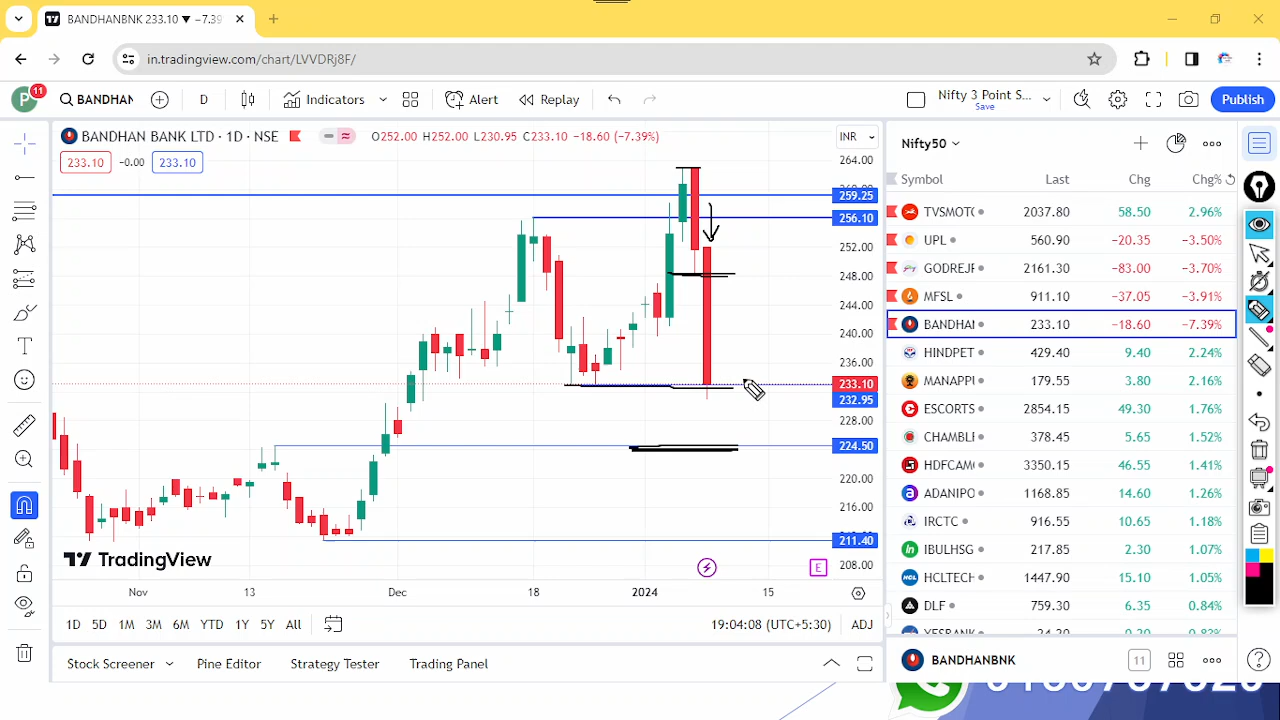 BANDHANBNK 233.10 ▼ −7.39%
in.tradingview.com/chart/LVVDRj8F/
P 11 BANDHAN D Indicators Alert Replay Nifty 3 Point S... Save Publish
BANDHAN BANK LTD · 1D · NSE O252.00 H252.00 L230.95 C233.10 −18.60 (−7.39%) INR
233.10 −0.00 233.10
264.00
259.25
256.10
252.00
248.00
244.00
240.00
236.00
233.10
232.95
228.00
224.50
220.00
216.00
211.40
208.00
TradingView
E
Nov 13 Dec 18 2024 15
1D 5D 1M 3M 6M YTD 1Y 5Y All 19:04:08 (UTC+5:30) ADJ
Stock Screener Pine Editor Strategy Tester Trading Panel
Nifty50
Symbol Last Chg Chg%
TVSMOT 2037.80 58.50 2.96%
UPL 560.90 −20.35 −3.50%
GODREJF 2161.30 −83.00 −3.70%
MFSL 911.10 −37.05 −3.91%
BANDHAN 233.10 −18.60 −7.39%
HINDPET 429.40 9.40 2.24%
MANAPPU 179.55 3.80 2.16%
ESCORTS 2854.15 49.30 1.76%
CHAMBL 378.45 5.65 1.52%
HDFCAM 3350.15 46.55 1.41%
ADANIPO 1168.85 14.60 1.26%
IRCTC 916.55 10.65 1.18%
IBULHSG 217.85 2.30 1.07%
HCLTECH 1447.90 15.10 1.05%
DLF 759.30 6.35 0.84%
BANDHANBNK 11